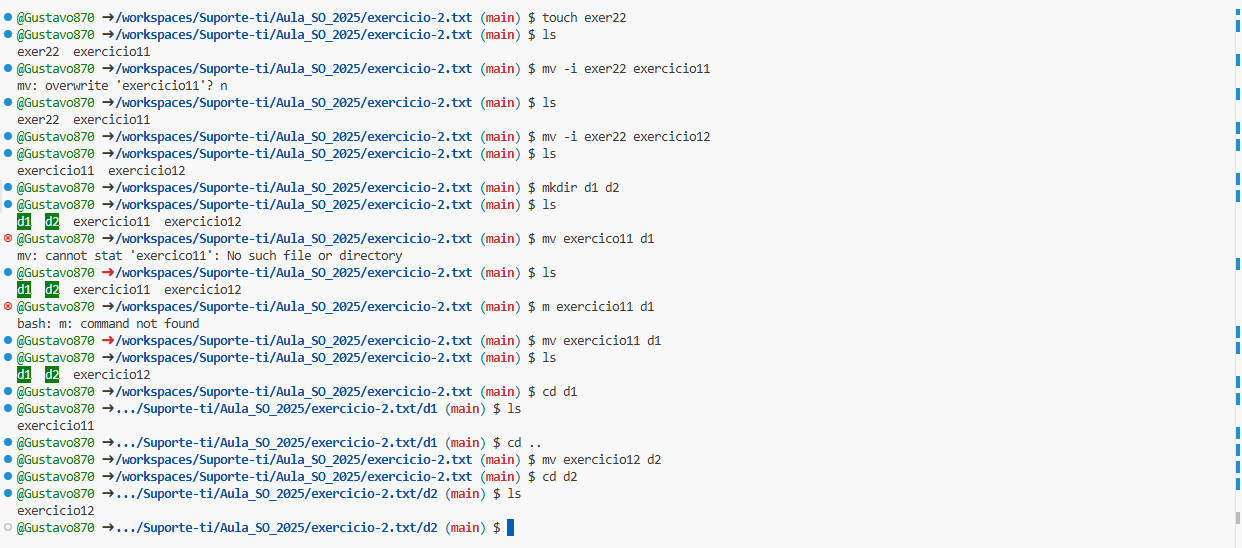 @Gustavo870 ➜/workspaces/Suporte-ti/Aula_SO_2025/exercicio-2.txt (main) $ touch exer22
@Gustavo870 ➜/workspaces/Suporte-ti/Aula_SO_2025/exercicio-2.txt (main) $ ls
exer22  exercicio11
@Gustavo870 ➜/workspaces/Suporte-ti/Aula_SO_2025/exercicio-2.txt (main) $ mv -i exer22 exercicio11
mv: overwrite 'exercicio11'? n
@Gustavo870 ➜/workspaces/Suporte-ti/Aula_SO_2025/exercicio-2.txt (main) $ ls
exer22  exercicio11
@Gustavo870 ➜/workspaces/Suporte-ti/Aula_SO_2025/exercicio-2.txt (main) $ mv -i exer22 exercicio12
@Gustavo870 ➜/workspaces/Suporte-ti/Aula_SO_2025/exercicio-2.txt (main) $ ls
exercicio11  exercicio12
@Gustavo870 ➜/workspaces/Suporte-ti/Aula_SO_2025/exercicio-2.txt (main) $ mkdir d1 d2
@Gustavo870 ➜/workspaces/Suporte-ti/Aula_SO_2025/exercicio-2.txt (main) $ ls
d1  d2  exercicio11  exercicio12
@Gustavo870 ➜/workspaces/Suporte-ti/Aula_SO_2025/exercicio-2.txt (main) $ mv exercico11 d1
mv: cannot stat 'exercico11': No such file or directory
@Gustavo870 ➜/workspaces/Suporte-ti/Aula_SO_2025/exercicio-2.txt (main) $ ls
d1  d2  exercicio11  exercicio12
@Gustavo870 ➜/workspaces/Suporte-ti/Aula_SO_2025/exercicio-2.txt (main) $ m exercicio11 d1
bash: m: command not found
@Gustavo870 ➜/workspaces/Suporte-ti/Aula_SO_2025/exercicio-2.txt (main) $ mv exercicio11 d1
@Gustavo870 ➜/workspaces/Suporte-ti/Aula_SO_2025/exercicio-2.txt (main) $ ls
d1  d2  exercicio12
@Gustavo870 ➜/workspaces/Suporte-ti/Aula_SO_2025/exercicio-2.txt (main) $ cd d1
@Gustavo870 ➜.../Suporte-ti/Aula_SO_2025/exercicio-2.txt/d1 (main) $ ls
exercicio11
@Gustavo870 ➜.../Suporte-ti/Aula_SO_2025/exercicio-2.txt/d1 (main) $ cd ..
@Gustavo870 ➜/workspaces/Suporte-ti/Aula_SO_2025/exercicio-2.txt (main) $ mv exercicio12 d2
@Gustavo870 ➜/workspaces/Suporte-ti/Aula_SO_2025/exercicio-2.txt (main) $ cd d2
@Gustavo870 ➜.../Suporte-ti/Aula_SO_2025/exercicio-2.txt/d2 (main) $ ls
exercicio12
@Gustavo870 ➜.../Suporte-ti/Aula_SO_2025/exercicio-2.txt/d2 (main) $